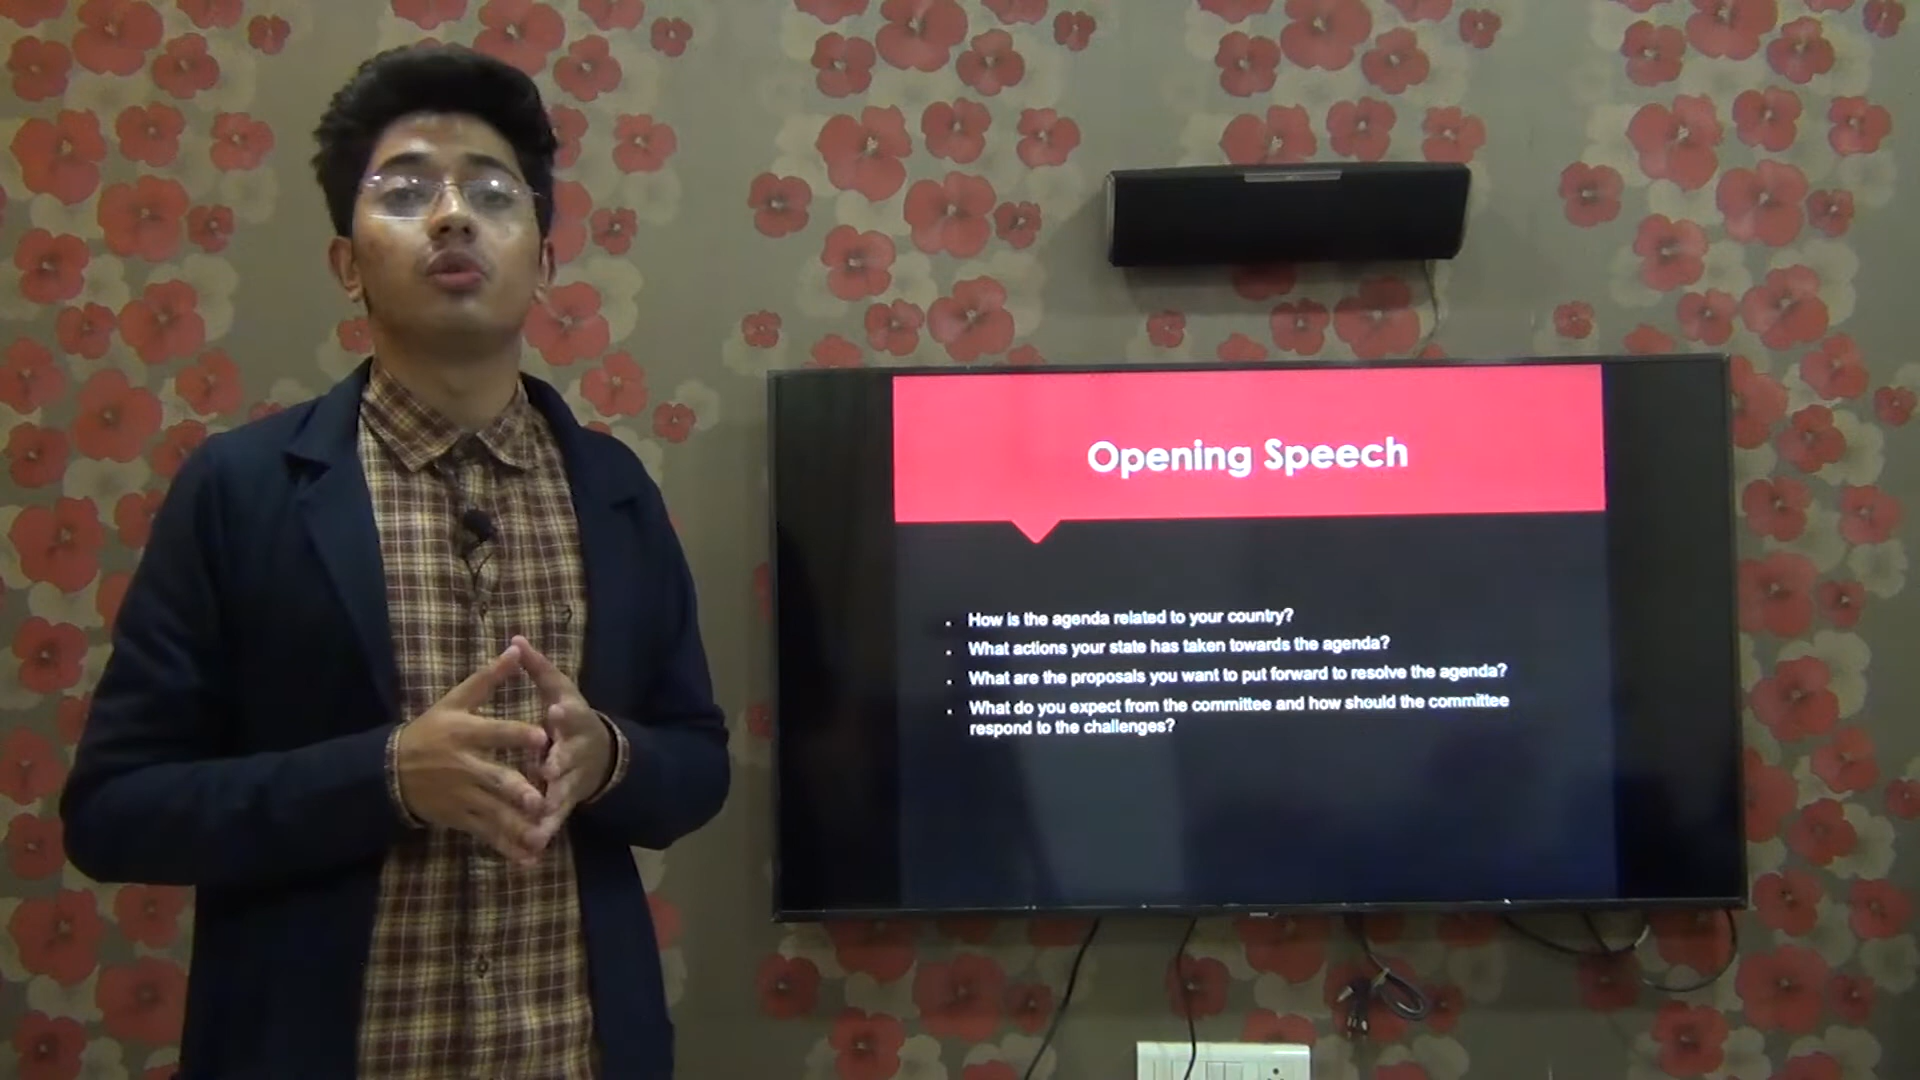 Opening Speech
How is the agenda related to your country?
What actions your state has taken towards the agenda?
What are the proposals you want to put forward to resolve the agenda?
What do you expect from the committee and how should the committee
respond to the challenges?